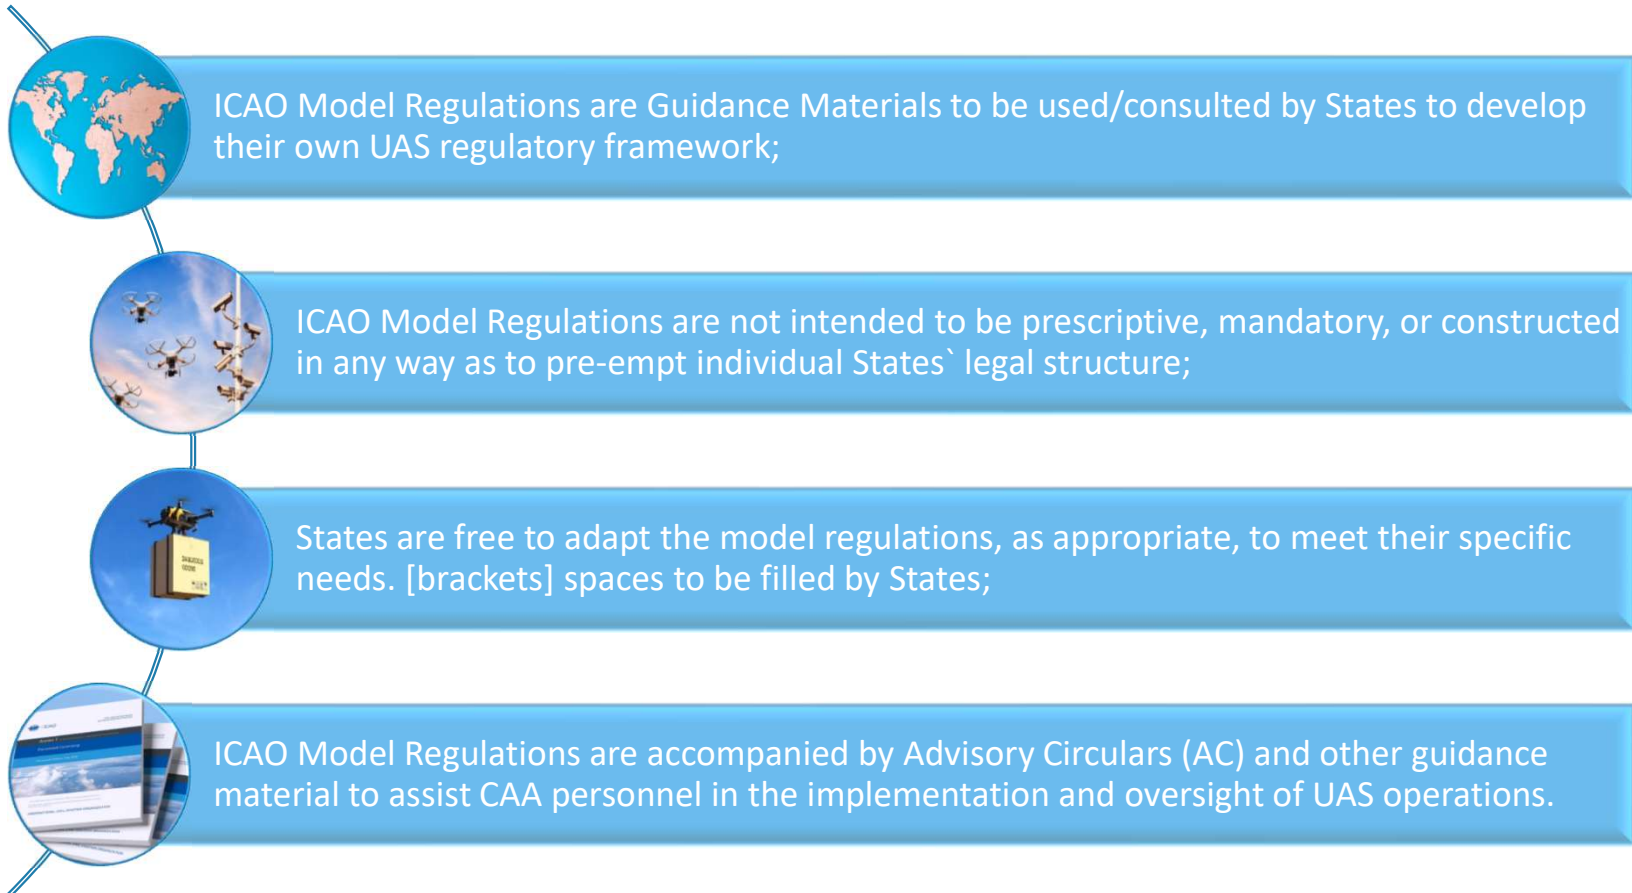 ICAO Model Regulations are Guidance Materials to be used/consulted by States to develop
their own UAS regulatory framework;
ICAO Model Regulations are not intended to be prescriptive, mandatory, or constructed
in any way as to pre-empt individual States` legal structure;
DANGEROUS
GOODS
States are free to adapt the model regulations, as appropriate, to meet their specific
needs. [brackets] spaces to be filled by States;
ICAO
ICAO Model Regulations are accompanied by Advisory Circulars (AC) and other guidance
material to assist CAA personnel in the implementation and oversight of UAS operations.